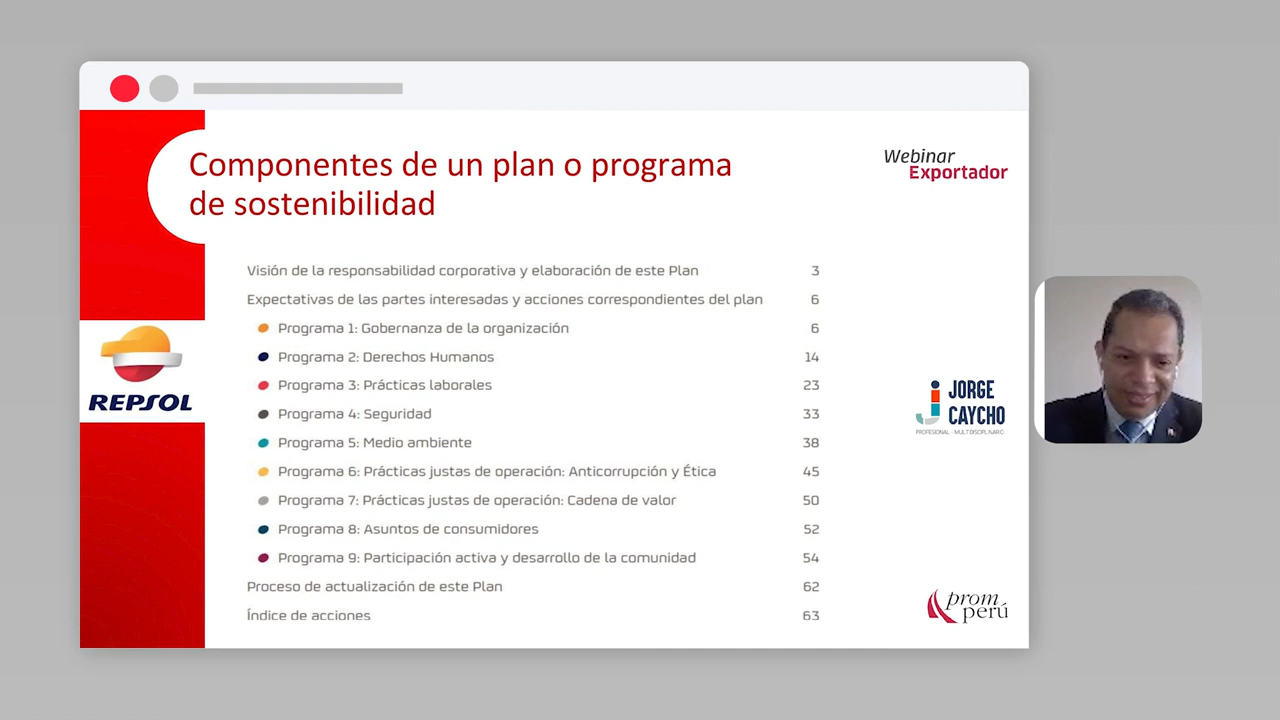 Componentes de un plan o programa
de sostenibilidad
Webinar
Exportador
Visión de la responsabilidad corporativa y elaboración de este Plan 3
Expectativas de las partes interesadas y acciones correspondientes del plan 6
Programa 1: Gobernanza de la organización 6
Programa 2: Derechos Humanos 14
Programa 3: Prácticas laborales 23
Programa 4: Seguridad 33
Programa 5: Medio ambiente 38
Programa 6: Prácticas justas de operación: Anticorrupción y Ética 45
Programa 7: Prácticas justas de operación: Cadena de valor 50
Programa 8: Asuntos de consumidores 52
Programa 9: Participación activa y desarrollo de la comunidad 54
Proceso de actualización de este Plan 62
Índice de acciones 63
REPSOL
JORGE
CAYCHO
PROFESIONAL - MULTIDISCIPLINARIO
prom
perú